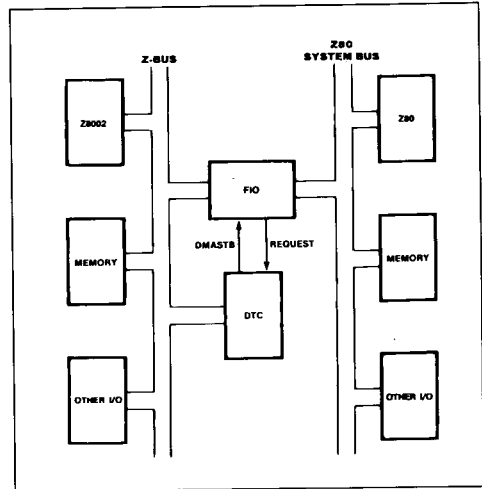 Z80
SYSTEM BUS
Z-BUS
Z8002
Z80
FIO
DMASTB
REQUEST
MEMORY
MEMORY
DTC
OTHER I/O
OTHER I/O